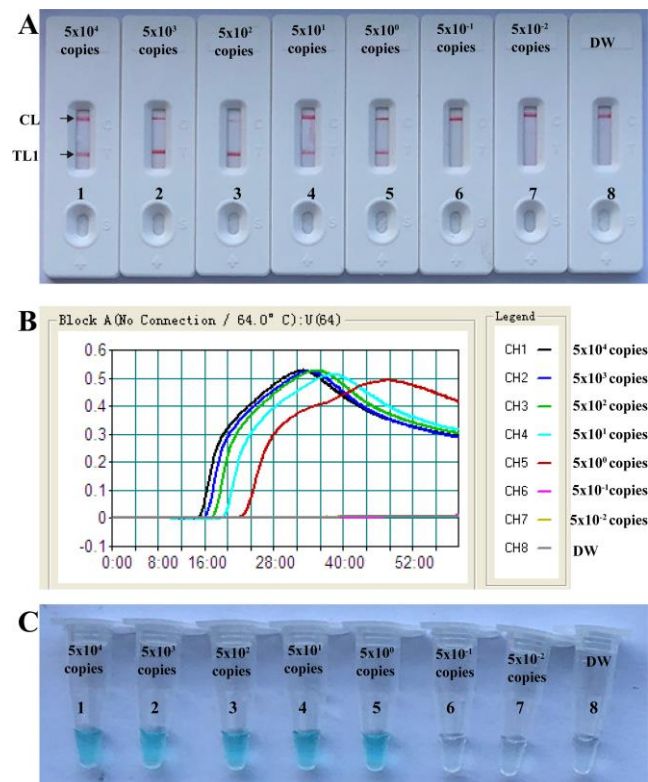 A
5x10⁴ copies
5x10³ copies
5x10² copies
5x10¹ copies
5x10⁰ copies
5x10⁻¹ copies
5x10⁻² copies
DW
CL
C C C C C C C C
TL1
T T T T T T T T
1 2 3 4 5 6 7 8
S S S S S S S S
B
Block A(No Connection / 64.0° C):U(64)
0.6
0.5
0.4
0.3
0.2
0.1
0
-0.1
0:00 8:00 16:00 28:00 40:00 52:00
Legend
CH1 5x10⁴ copies
CH2 5x10³ copies
CH3 5x10² copies
CH4 5x10¹ copies
CH5 5x10⁰ copies
CH6 5x10⁻¹ copies
CH7 5x10⁻² copies
CH8 DW
C
5x10⁴ copies
5x10³ copies
5x10² copies
5x10¹ copies
5x10⁰ copies
5x10⁻¹ copies
5x10⁻² copies
DW
1 2 3 4 5 6 7 8